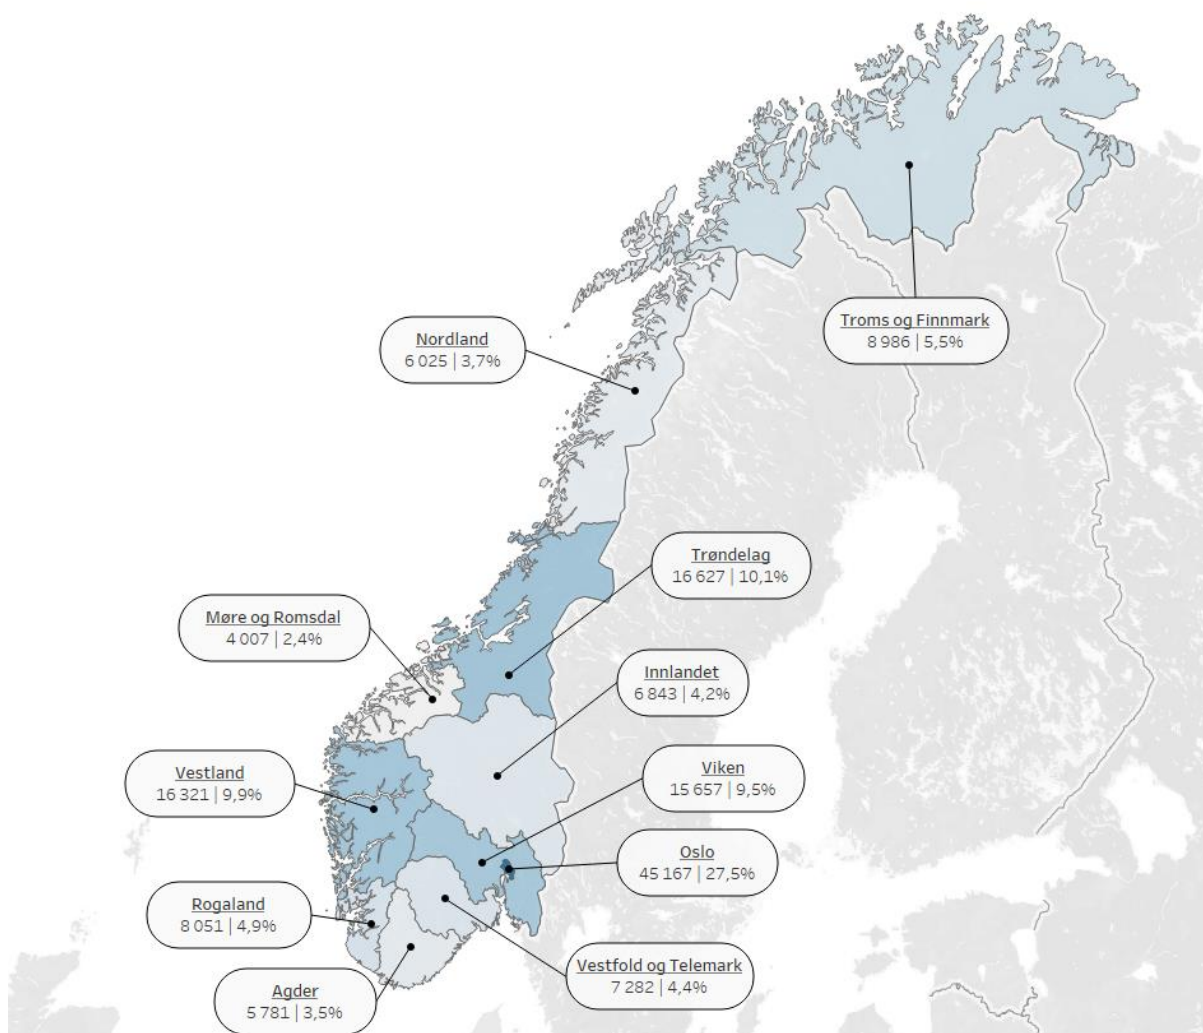 Troms og Finnmark
8 986 | 5,5%
Nordland
6 025 | 3,7%
Trøndelag
16 627 | 10,1%
Møre og Romsdal
4 007 | 2,4%
Innlandet
6 843 | 4,2%
Vestland
16 321 | 9,9%
Viken
15 657 | 9,5%
Oslo
45 167 | 27,5%
Rogaland
8 051 | 4,9%
Vestfold og Telemark
7 282 | 4,4%
Agder
5 781 | 3,5%